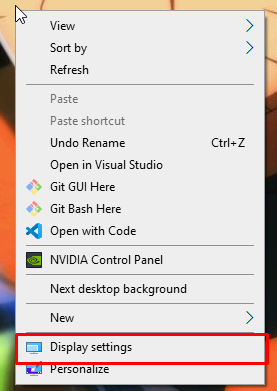 View
Sort by
Refresh
Paste
Paste shortcut
Undo Rename Ctrl+Z
Open in Visual Studio
Git GUI Here
Git Bash Here
Open with Code
NVIDIA Control Panel
Next desktop background
New
Display settings
Personalize